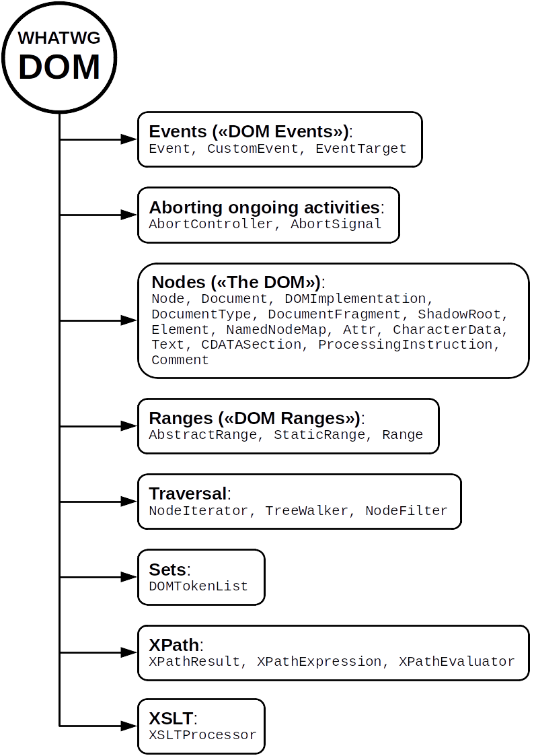 WHATWG
DOM
Events («DOM Events»):
Event, CustomEvent, EventTarget
Aborting ongoing activities:
AbortController, AbortSignal
Nodes («The DOM»):
Node, Document, DOMImplementation,
DocumentType, DocumentFragment, ShadowRoot,
Element, NamedNodeMap, Attr, CharacterData,
Text, CDATASection, ProcessingInstruction,
Comment
Ranges («DOM Ranges»):
AbstractRange, StaticRange, Range
Traversal:
NodeIterator, TreeWalker, NodeFilter
Sets:
DOMTokenList
XPath:
XPathResult, XPathExpression, XPathEvaluator
XSLT:
XSLTProcessor